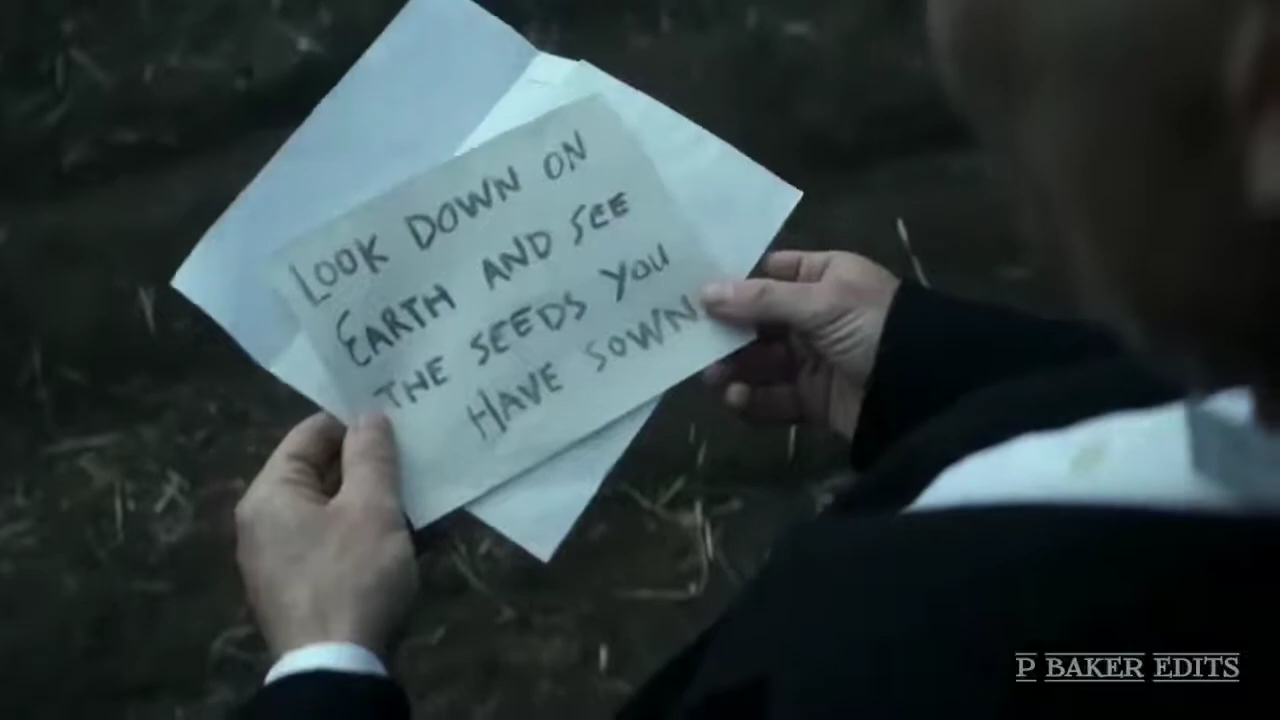 LOOK DOWN ON
EARTH AND SEE
THE SEEDS YOU
HAVE SOWN
P BAKER EDITS